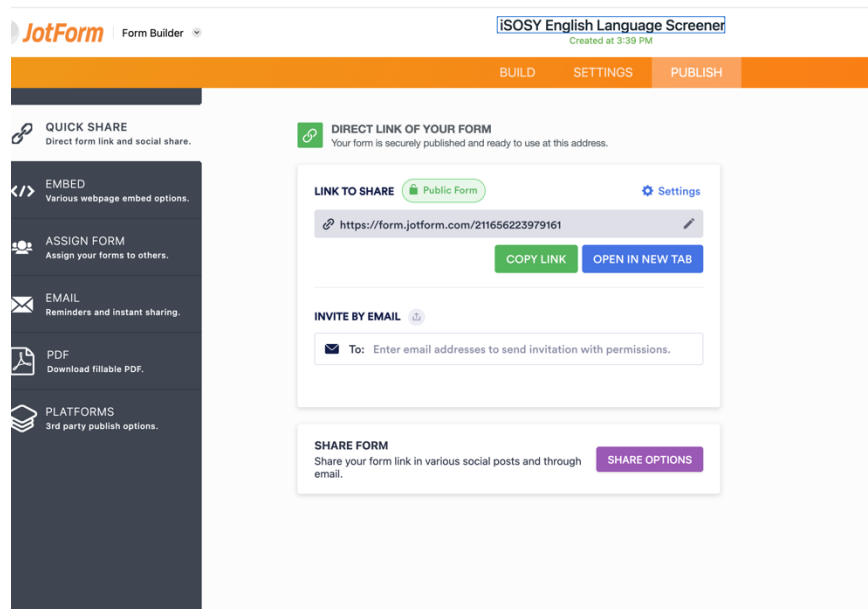 JotForm Form Builder
iSOSY English Language Screener
Created at 3:39 PM
BUILD SETTINGS PUBLISH
QUICK SHARE
Direct form link and social share.
EMBED
Various webpage embed options.
ASSIGN FORM
Assign your forms to others.
EMAIL
Reminders and instant sharing.
PDF
Download fillable PDF.
PLATFORMS
3rd party publish options.
DIRECT LINK OF YOUR FORM
Your form is securely published and ready to use at this address.
LINK TO SHARE Public Form Settings
https://form.jotform.com/211656223979161
COPY LINK OPEN IN NEW TAB
INVITE BY EMAIL
To: Enter email addresses to send invitation with permissions.
SHARE FORM
Share your form link in various social posts and through
email.
SHARE OPTIONS